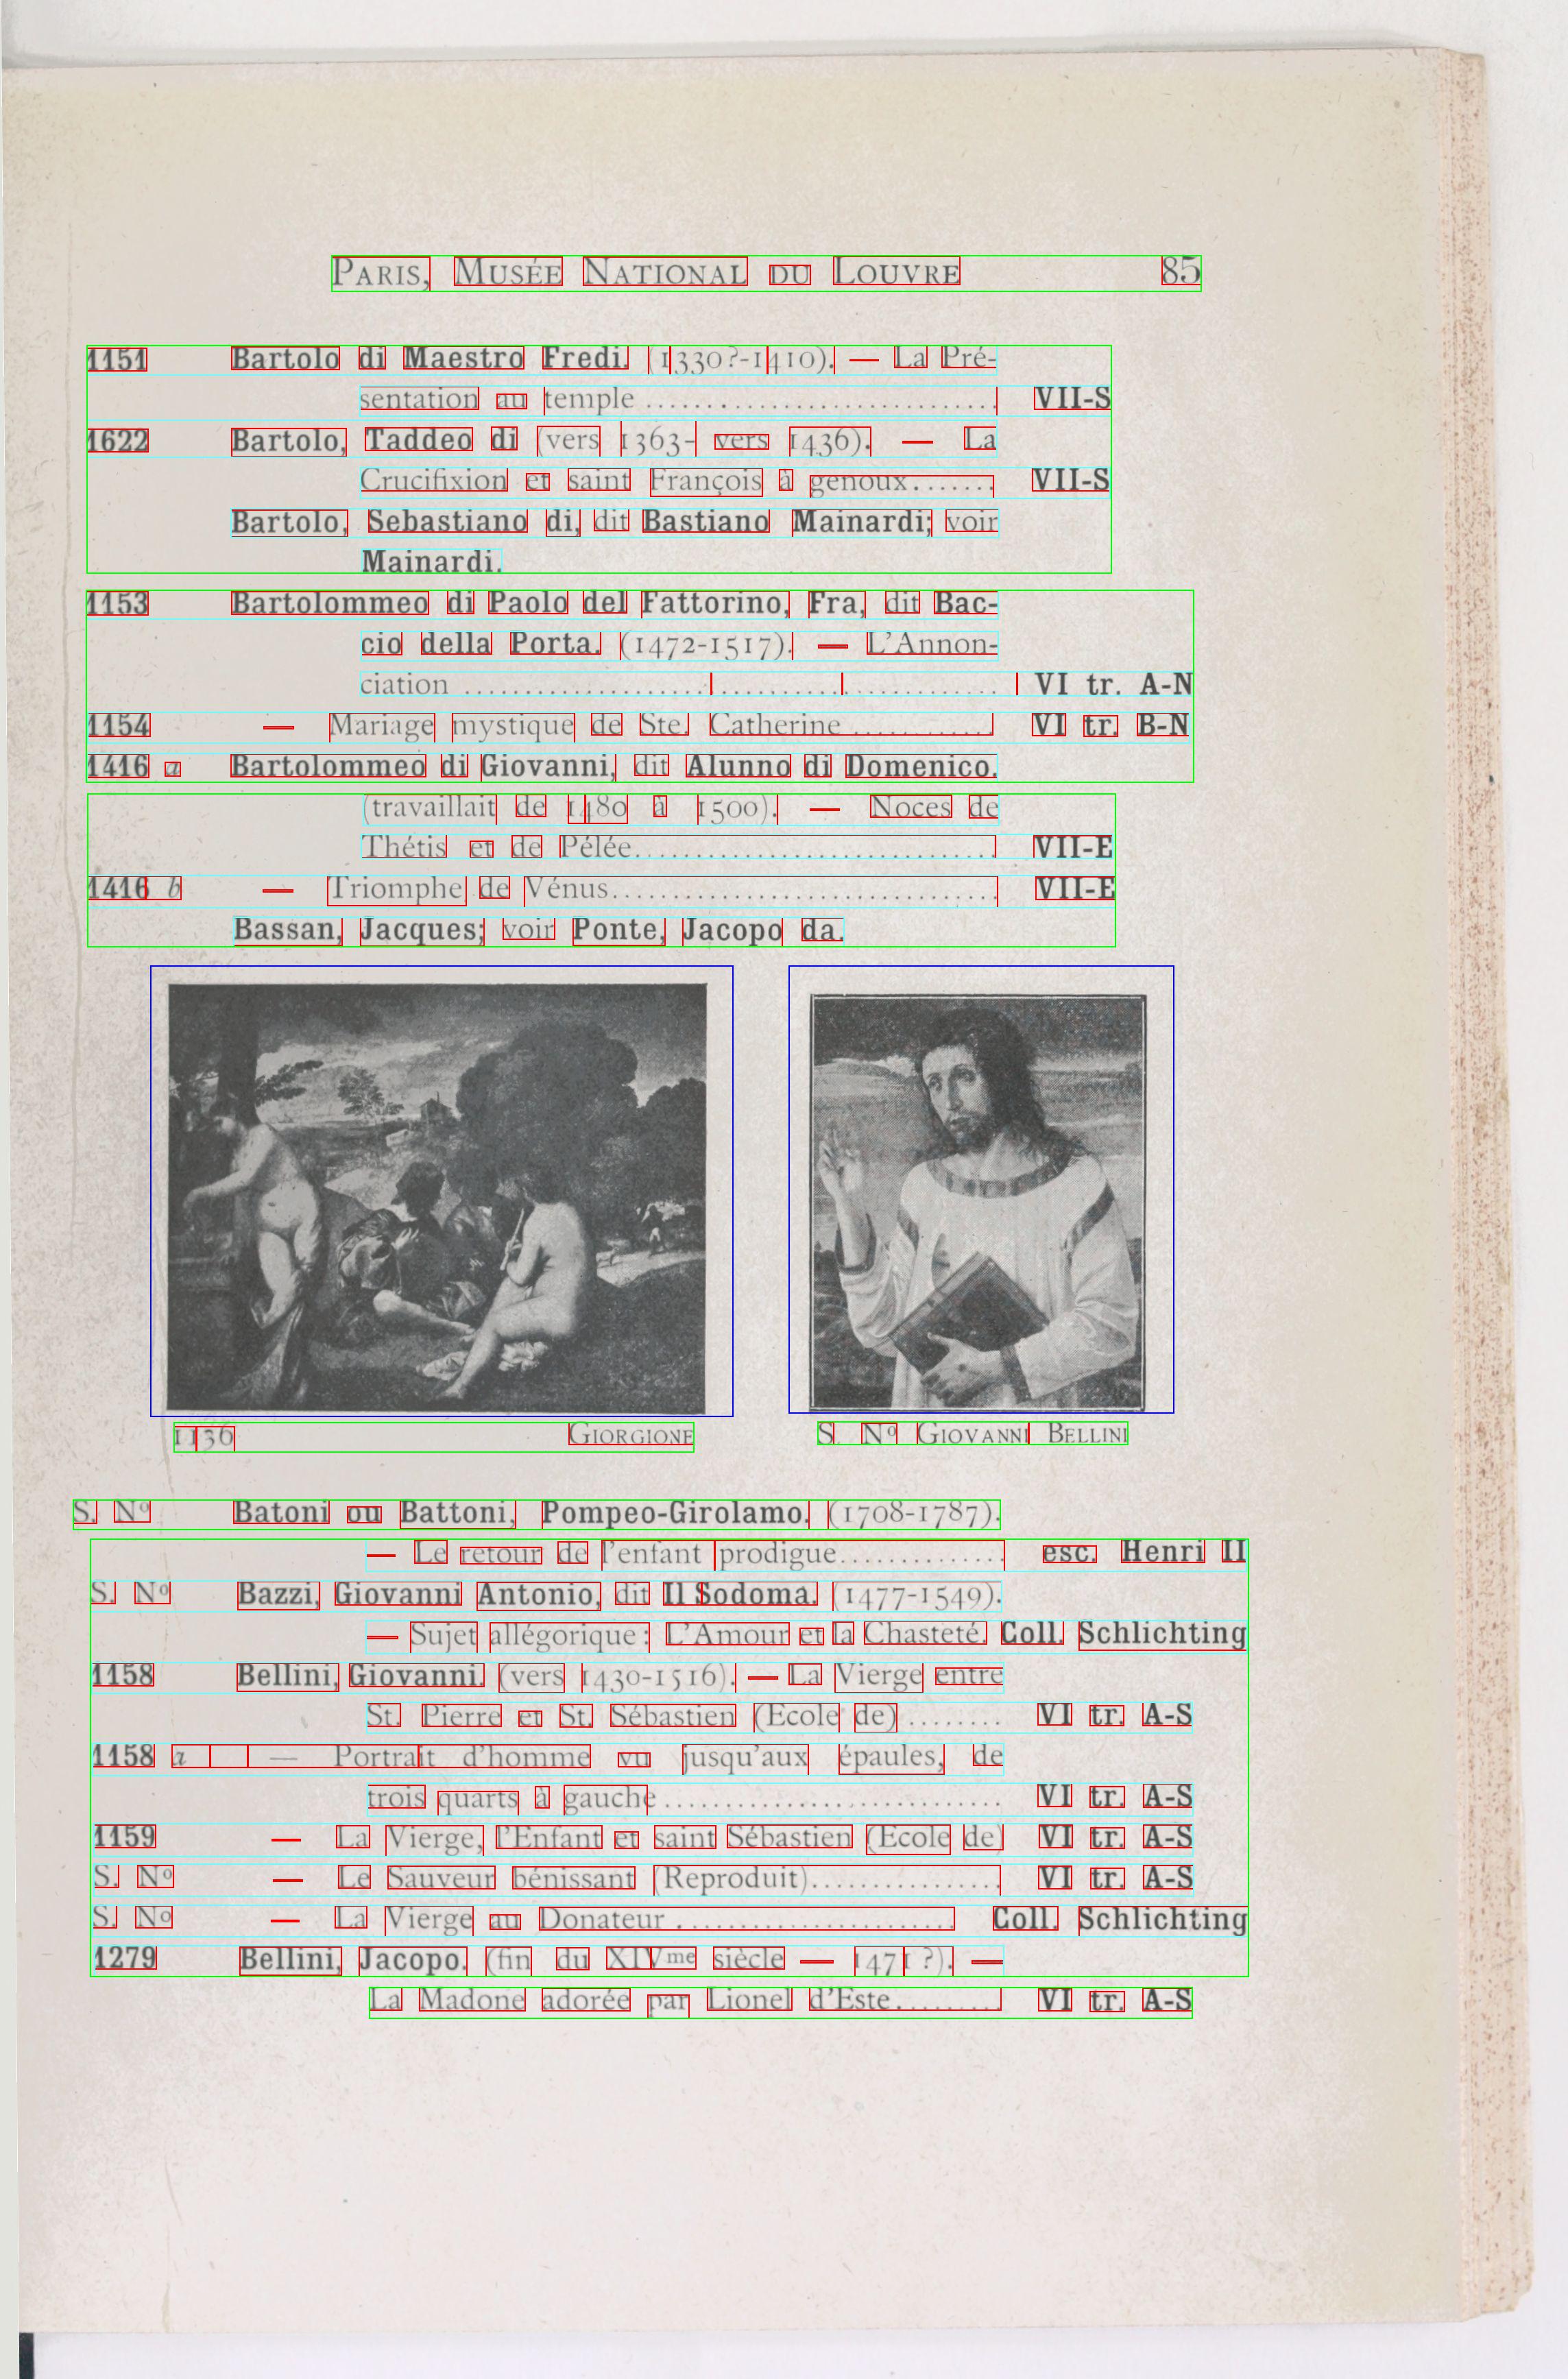 PARIS, MUSÉE NATIONAL DU LOUVRE 85
1151 Bartolo di Maestro Fredi. (1330?-1410). — La Pré-
sentation au temple ............................. VII-S
1622 Bartolo, Taddeo di (vers 1363- vers 1436). — La
Crucifixion et saint François à genoux....... VII-S
Bartolo, Sebastiano di, dit Bastiano Mainardi; voir
Mainardi.
1153 Bartolommeo di Paolo del Fattorino, Fra, dit Bac-
cio della Porta. (1472-1517). — L'Annon-
ciation ............................................ VI tr. A-N
1154 — Mariage mystique de Ste. Catherine ............ VI tr. B-N
1416 a Bartolommeo di Giovanni, dit Alunno di Domenico.
(travaillait de 1480 à 1500). — Noces de
Thétis et de Pélée.............................. VII-E
1416 b — Triomphe de Vénus................................ VII-E
Bassan, Jacques; voir Ponte, Jacopo da.
1136 GIORGIONE
S. Nº GIOVANNI BELLINI
S. Nº Batoni ou Battoni, Pompeo-Girolamo. (1708-1787).
— Le retour de l'enfant prodigue.............. esc. Henri II
S. Nº Bazzi, Giovanni Antonio, dit Il Sodoma. (1477-1549).
— Sujet allégorique: L'Amour et la Chasteté. Coll. Schlichting
1158 Bellini, Giovanni. (vers 1430-1516). — La Vierge entre
St. Pierre et St. Sébastien (Ecole de) ........ VI tr. A-S
1158 a — Portrait d'homme vu jusqu'aux épaules, de
trois quarts à gauche ............................ VI tr. A-S
1159 — La Vierge, l'Enfant et saint Sébastien (Ecole de) VI tr. A-S
S. Nº — Le Sauveur bénissant (Reproduit)................ VI tr. A-S
S. Nº — La Vierge au Donateur ....................... Coll. Schlichting
1279 Bellini, Jacopo. (fin du XIVme siècle — 1471 ?). —
La Madone adorée par Lionel d'Este......... VI tr. A-S